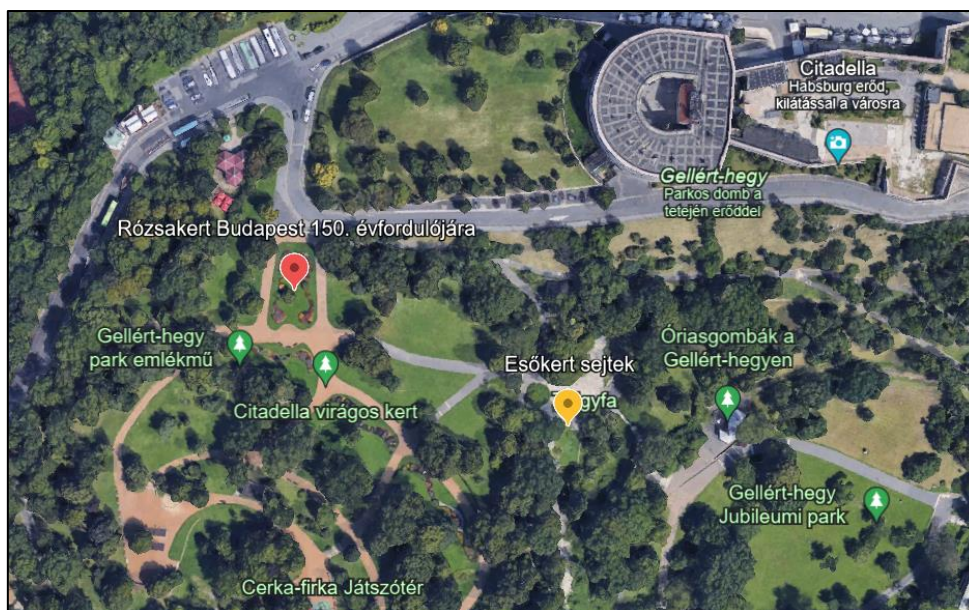 Citadella
Habsburg erőd,
kilátással a városra
Gellért-hegy
Parkos domb a
tetején erőddel
Rózsakert Budapest 150. évfordulójára
Gellért-hegy
park emlékmű
Óriasgombák a
Gellért-hegyen
Esőkert sejtek
Citadella virágos kert
Gellért-hegy
Jubileumi park
Cerka-firka Játszótér